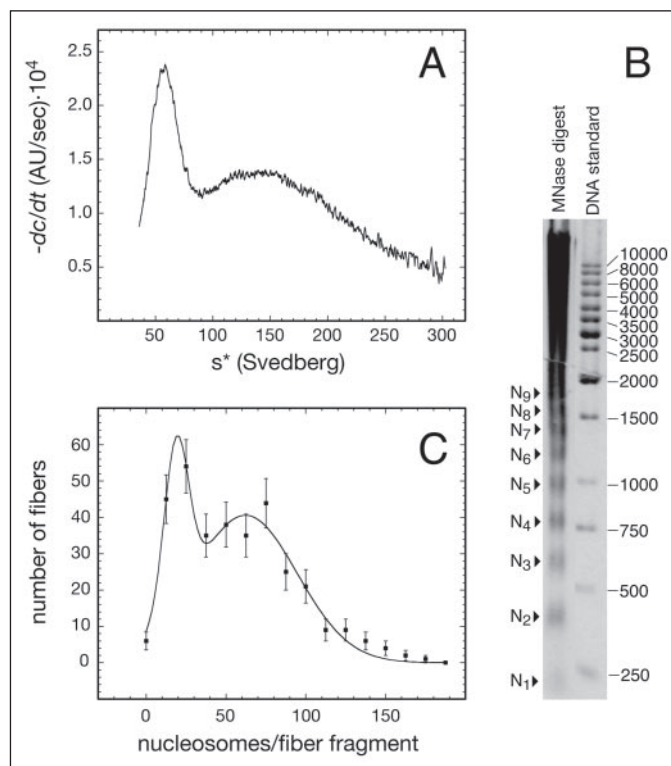 A
-dc/dt (AU/sec)·10⁴
2.5
2.0
1.5
1.0
0.5
50 100 150 200 250 300
s* (Svedberg)
B
MNase digest
DNA standard
10000
8000
6000
5000
4000
3500
3000
2500
2000
1500
1000
750
500
250
N₉
N₈
N₇
N₆
N₅
N₄
N₃
N₂
N₁
C
number of fibers
60
50
40
30
20
10
0
0 50 100 150
nucleosomes/fiber fragment